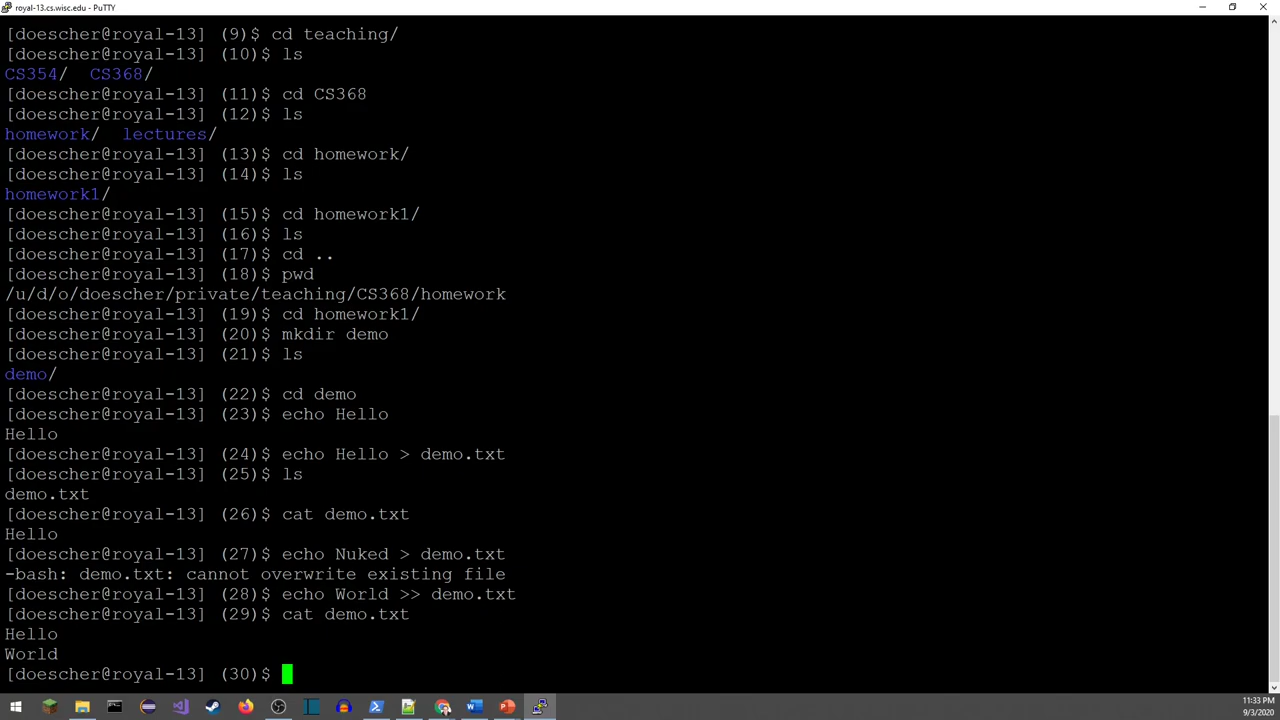 royal-13.cs.wisc.edu - PuTTY
[doescher@royal-13] (9)$ cd teaching/
[doescher@royal-13] (10)$ ls
CS354/  CS368/
[doescher@royal-13] (11)$ cd CS368
[doescher@royal-13] (12)$ ls
homework/  lectures/
[doescher@royal-13] (13)$ cd homework/
[doescher@royal-13] (14)$ ls
homework1/
[doescher@royal-13] (15)$ cd homework1/
[doescher@royal-13] (16)$ ls
[doescher@royal-13] (17)$ cd ..
[doescher@royal-13] (18)$ pwd
/u/d/o/doescher/private/teaching/CS368/homework
[doescher@royal-13] (19)$ cd homework1/
[doescher@royal-13] (20)$ mkdir demo
[doescher@royal-13] (21)$ ls
demo/
[doescher@royal-13] (22)$ cd demo
[doescher@royal-13] (23)$ echo Hello
Hello
[doescher@royal-13] (24)$ echo Hello > demo.txt
[doescher@royal-13] (25)$ ls
demo.txt
[doescher@royal-13] (26)$ cat demo.txt
Hello
[doescher@royal-13] (27)$ echo Nuked > demo.txt
-bash: demo.txt: cannot overwrite existing file
[doescher@royal-13] (28)$ echo World >> demo.txt
[doescher@royal-13] (29)$ cat demo.txt
Hello
World
[doescher@royal-13] (30)$
11:33 PM
9/3/2020